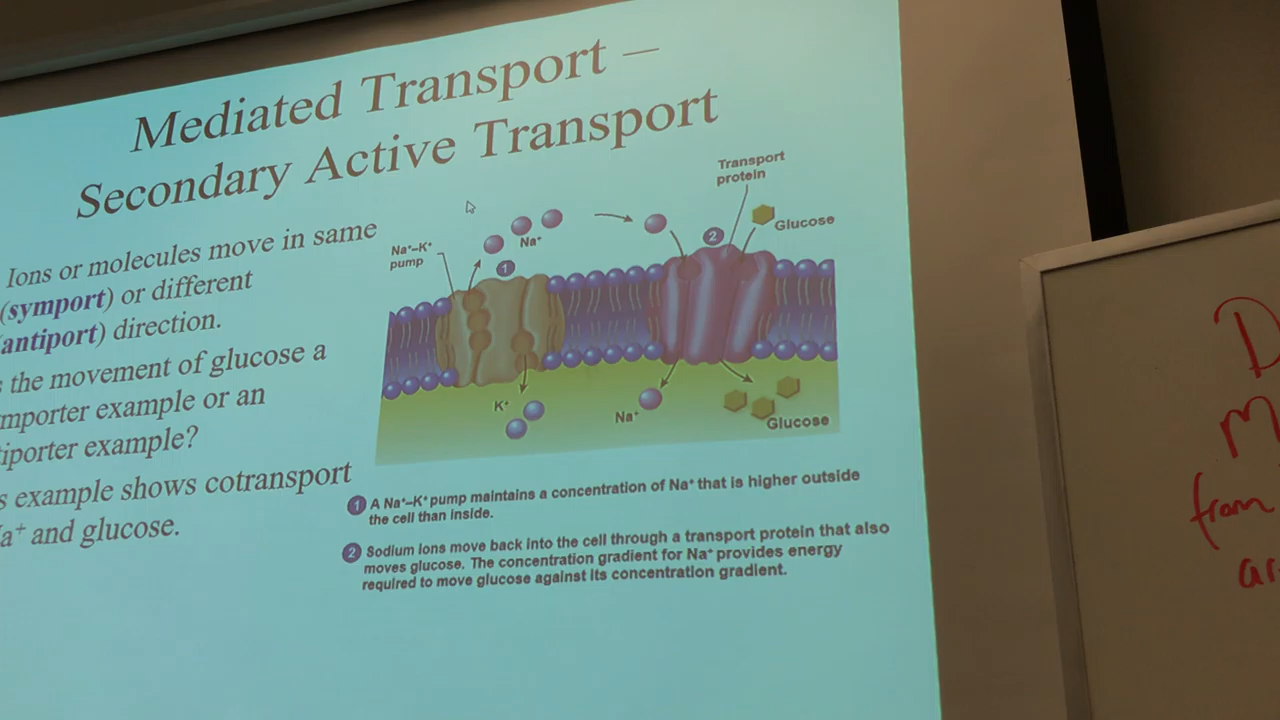 Mediated Transport –
Secondary Active Transport
Ions or molecules move in same
(symport) or different
antiport) direction.
the movement of glucose a
mporter example or an
tiporter example?
s example shows cotransport
a⁺ and glucose.
Transport
protein
Glucose
Na⁺
Na⁺–K⁺
pump
1
2
K⁺
Na⁺
Glucose
1 A Na⁺–K⁺ pump maintains a concentration of Na⁺ that is higher outside
the cell than inside.
2 Sodium ions move back into the cell through a transport protein that also
moves glucose. The concentration gradient for Na⁺ provides energy
required to move glucose against its concentration gradient.
D
M
from
ar